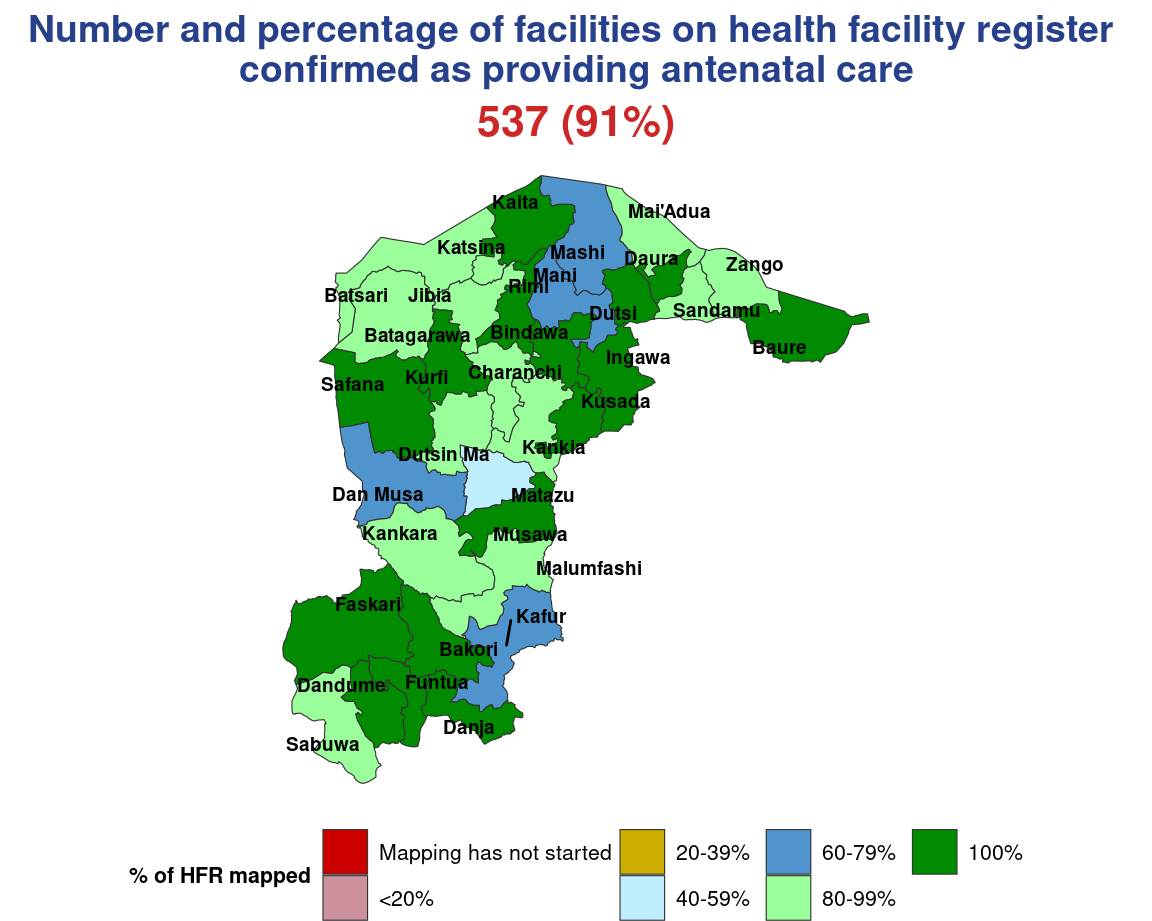 Number and percentage of facilities on health facility register
confirmed as providing antenatal care
537 (91%)
Kaita
Mai'Adua
Katsina
Mashi
Daura
Zango
Mani
Rimi
Batsari
Jibia
Dutsi
Sandamu
Batagarawa
Bindawa
Baure
Ingawa
Charanchi
Kurfi
Safana
Kusada
Kankia
Dutsin Ma
Dan Musa
Matazu
Kankara
Musawa
Malumfashi
Faskari
Kafur
Bakori
Funtua
Dandume
Danja
Sabuwa
% of HFR mapped
Mapping has not started
<20%
20-39%
40-59%
60-79%
80-99%
100%